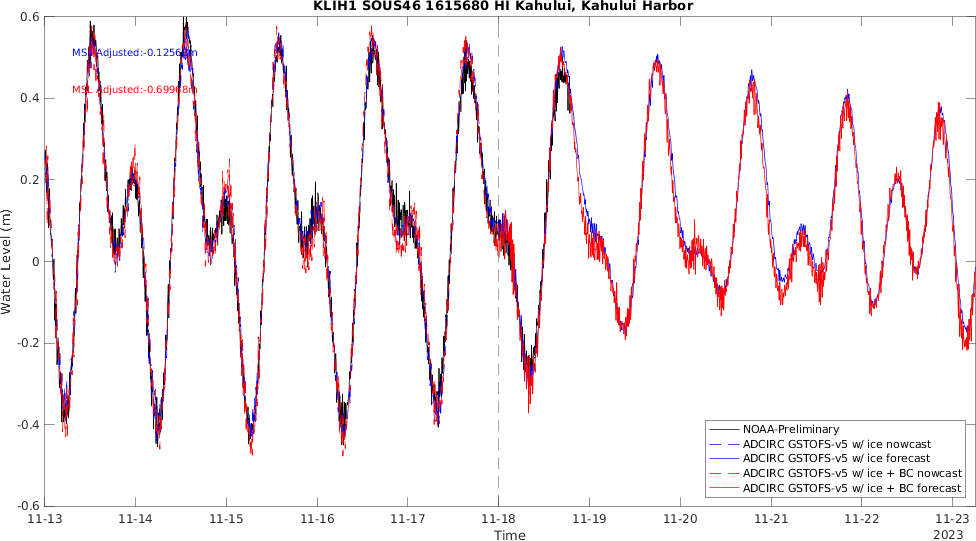 KLIH1 SOUS46 1615680 HI Kahului, Kahului Harbor
0.6
MSL Adjusted:-0.1256m
MSL Adjusted:-0.69968m
0.4
0.2
0
-0.2
-0.4
-0.6
Water Level (m)
NOAA-Preliminary
ADCIRC GSTOFS-v5 w/ ice nowcast
ADCIRC GSTOFS-v5 w/ ice forecast
ADCIRC GSTOFS-v5 w/ ice + BC nowcast
ADCIRC GSTOFS-v5 w/ ice + BC forecast
11-13 11-14 11-15 11-16 11-17 11-18 11-19 11-20 11-21 11-22 11-23
Time 2023